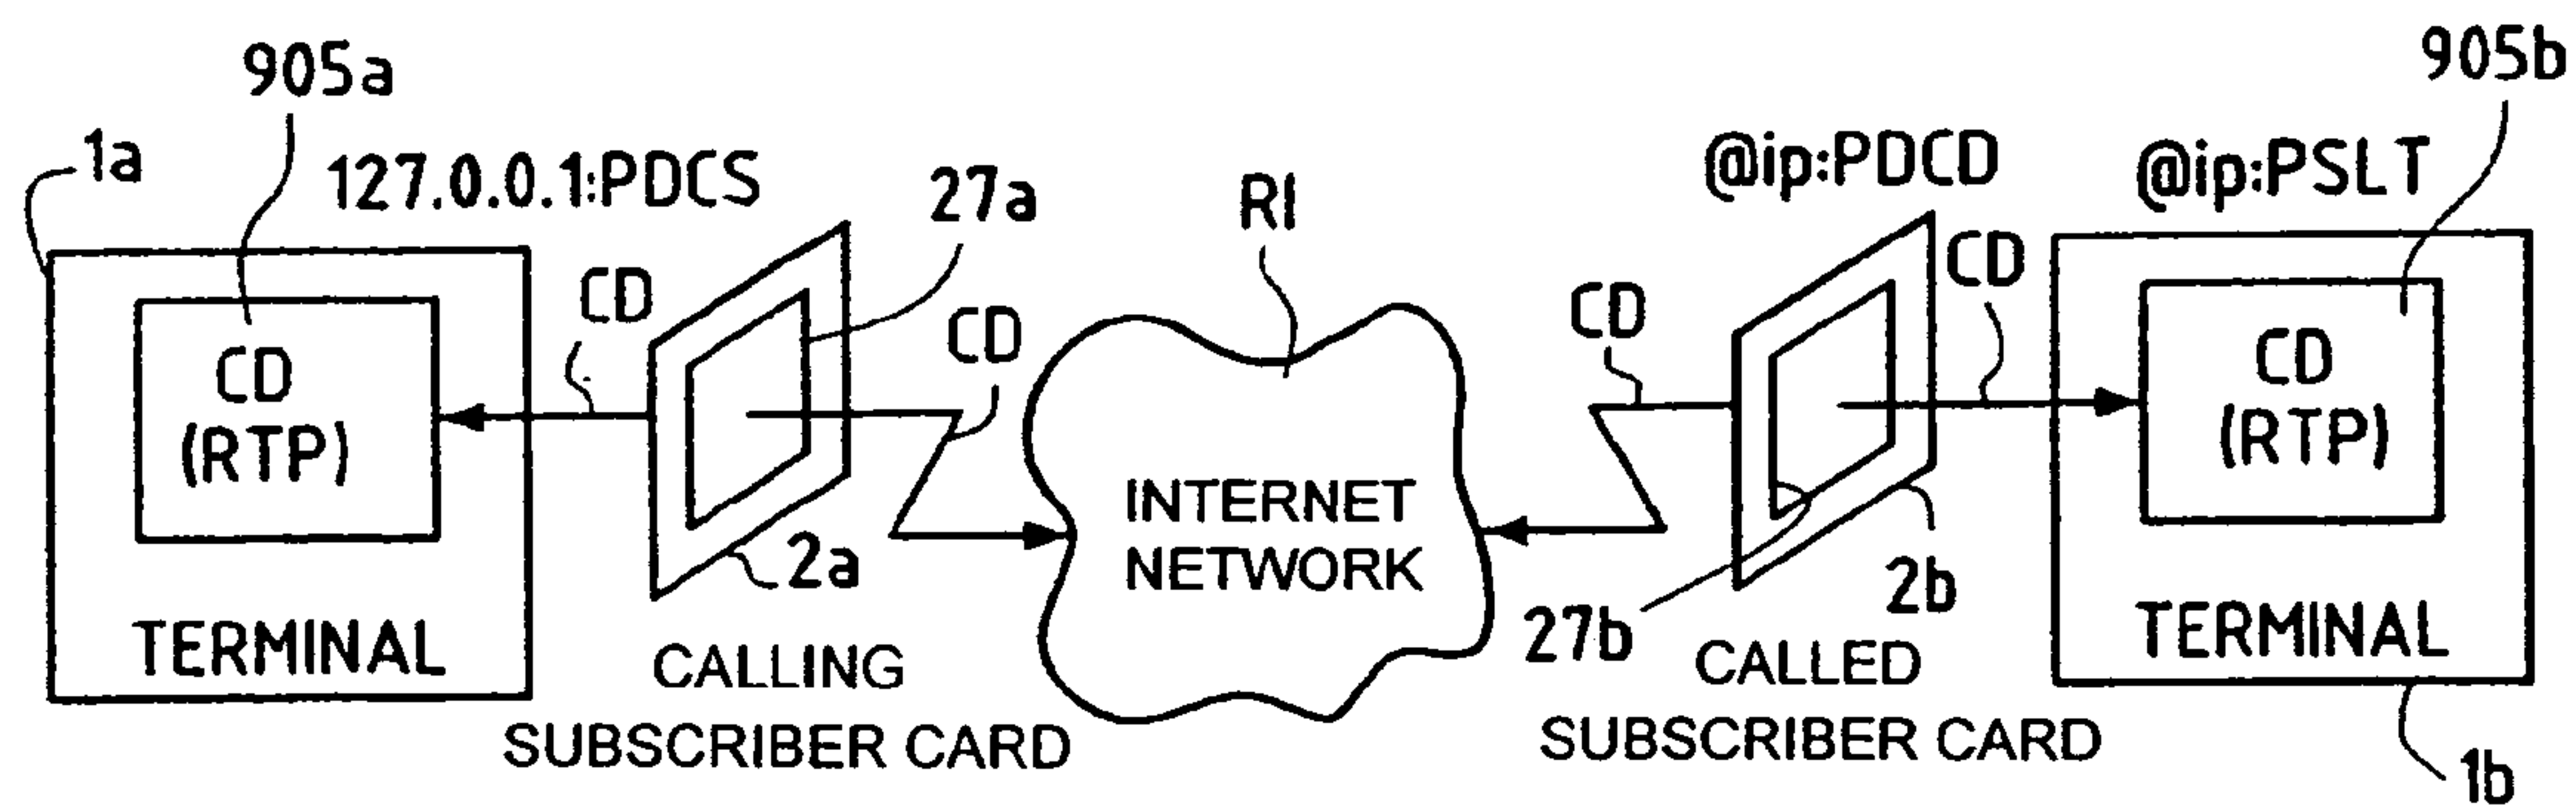 905a
905b
1a
127.0.0.1:PDCS
27a
RI
@ip:PDCD
@ip:PSLT
CD
CD
CD
CD
CD
(RTP)
CD
(RTP)
INTERNET
NETWORK
2a
2b
27b
TERMINAL
TERMINAL
CALLING
SUBSCRIBER CARD
CALLED
SUBSCRIBER CARD
1b